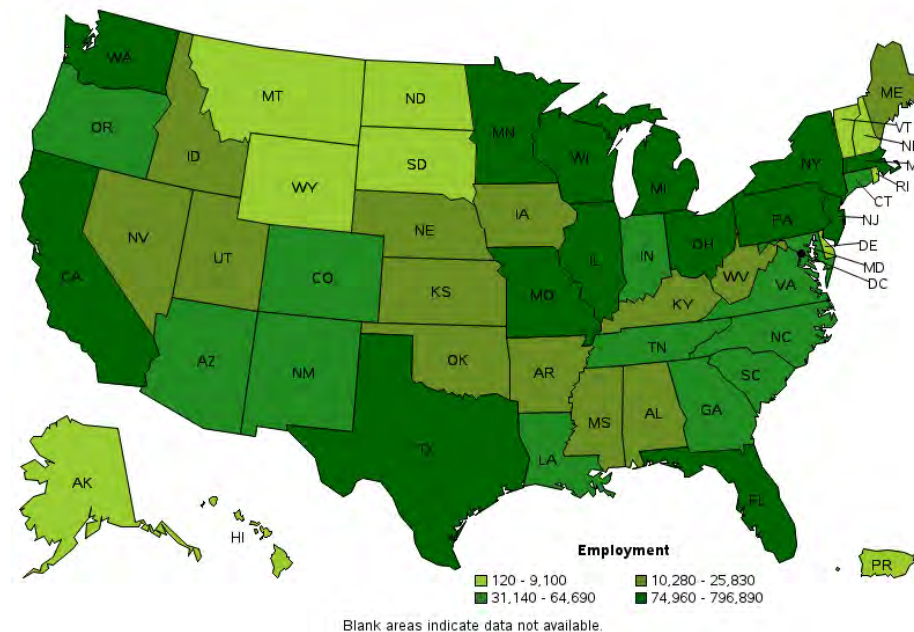 WA
MT
ND
MN
ME
VT
OR
ID
WY
SD
WI
MI
NY
RI
CT
NV
UT
CO
NE
IA
IL
IN
OH
PA
NJ
DE
MD
DC
CA
KS
MO
KY
WV
VA
AZ
NM
OK
AR
TN
NC
SC
TX
LA
MS
AL
GA
FL
AK
HI
PR
Employment
120 - 9,100
10,280 - 25,830
31,140 - 64,690
74,960 - 796,890
Blank areas indicate data not available.